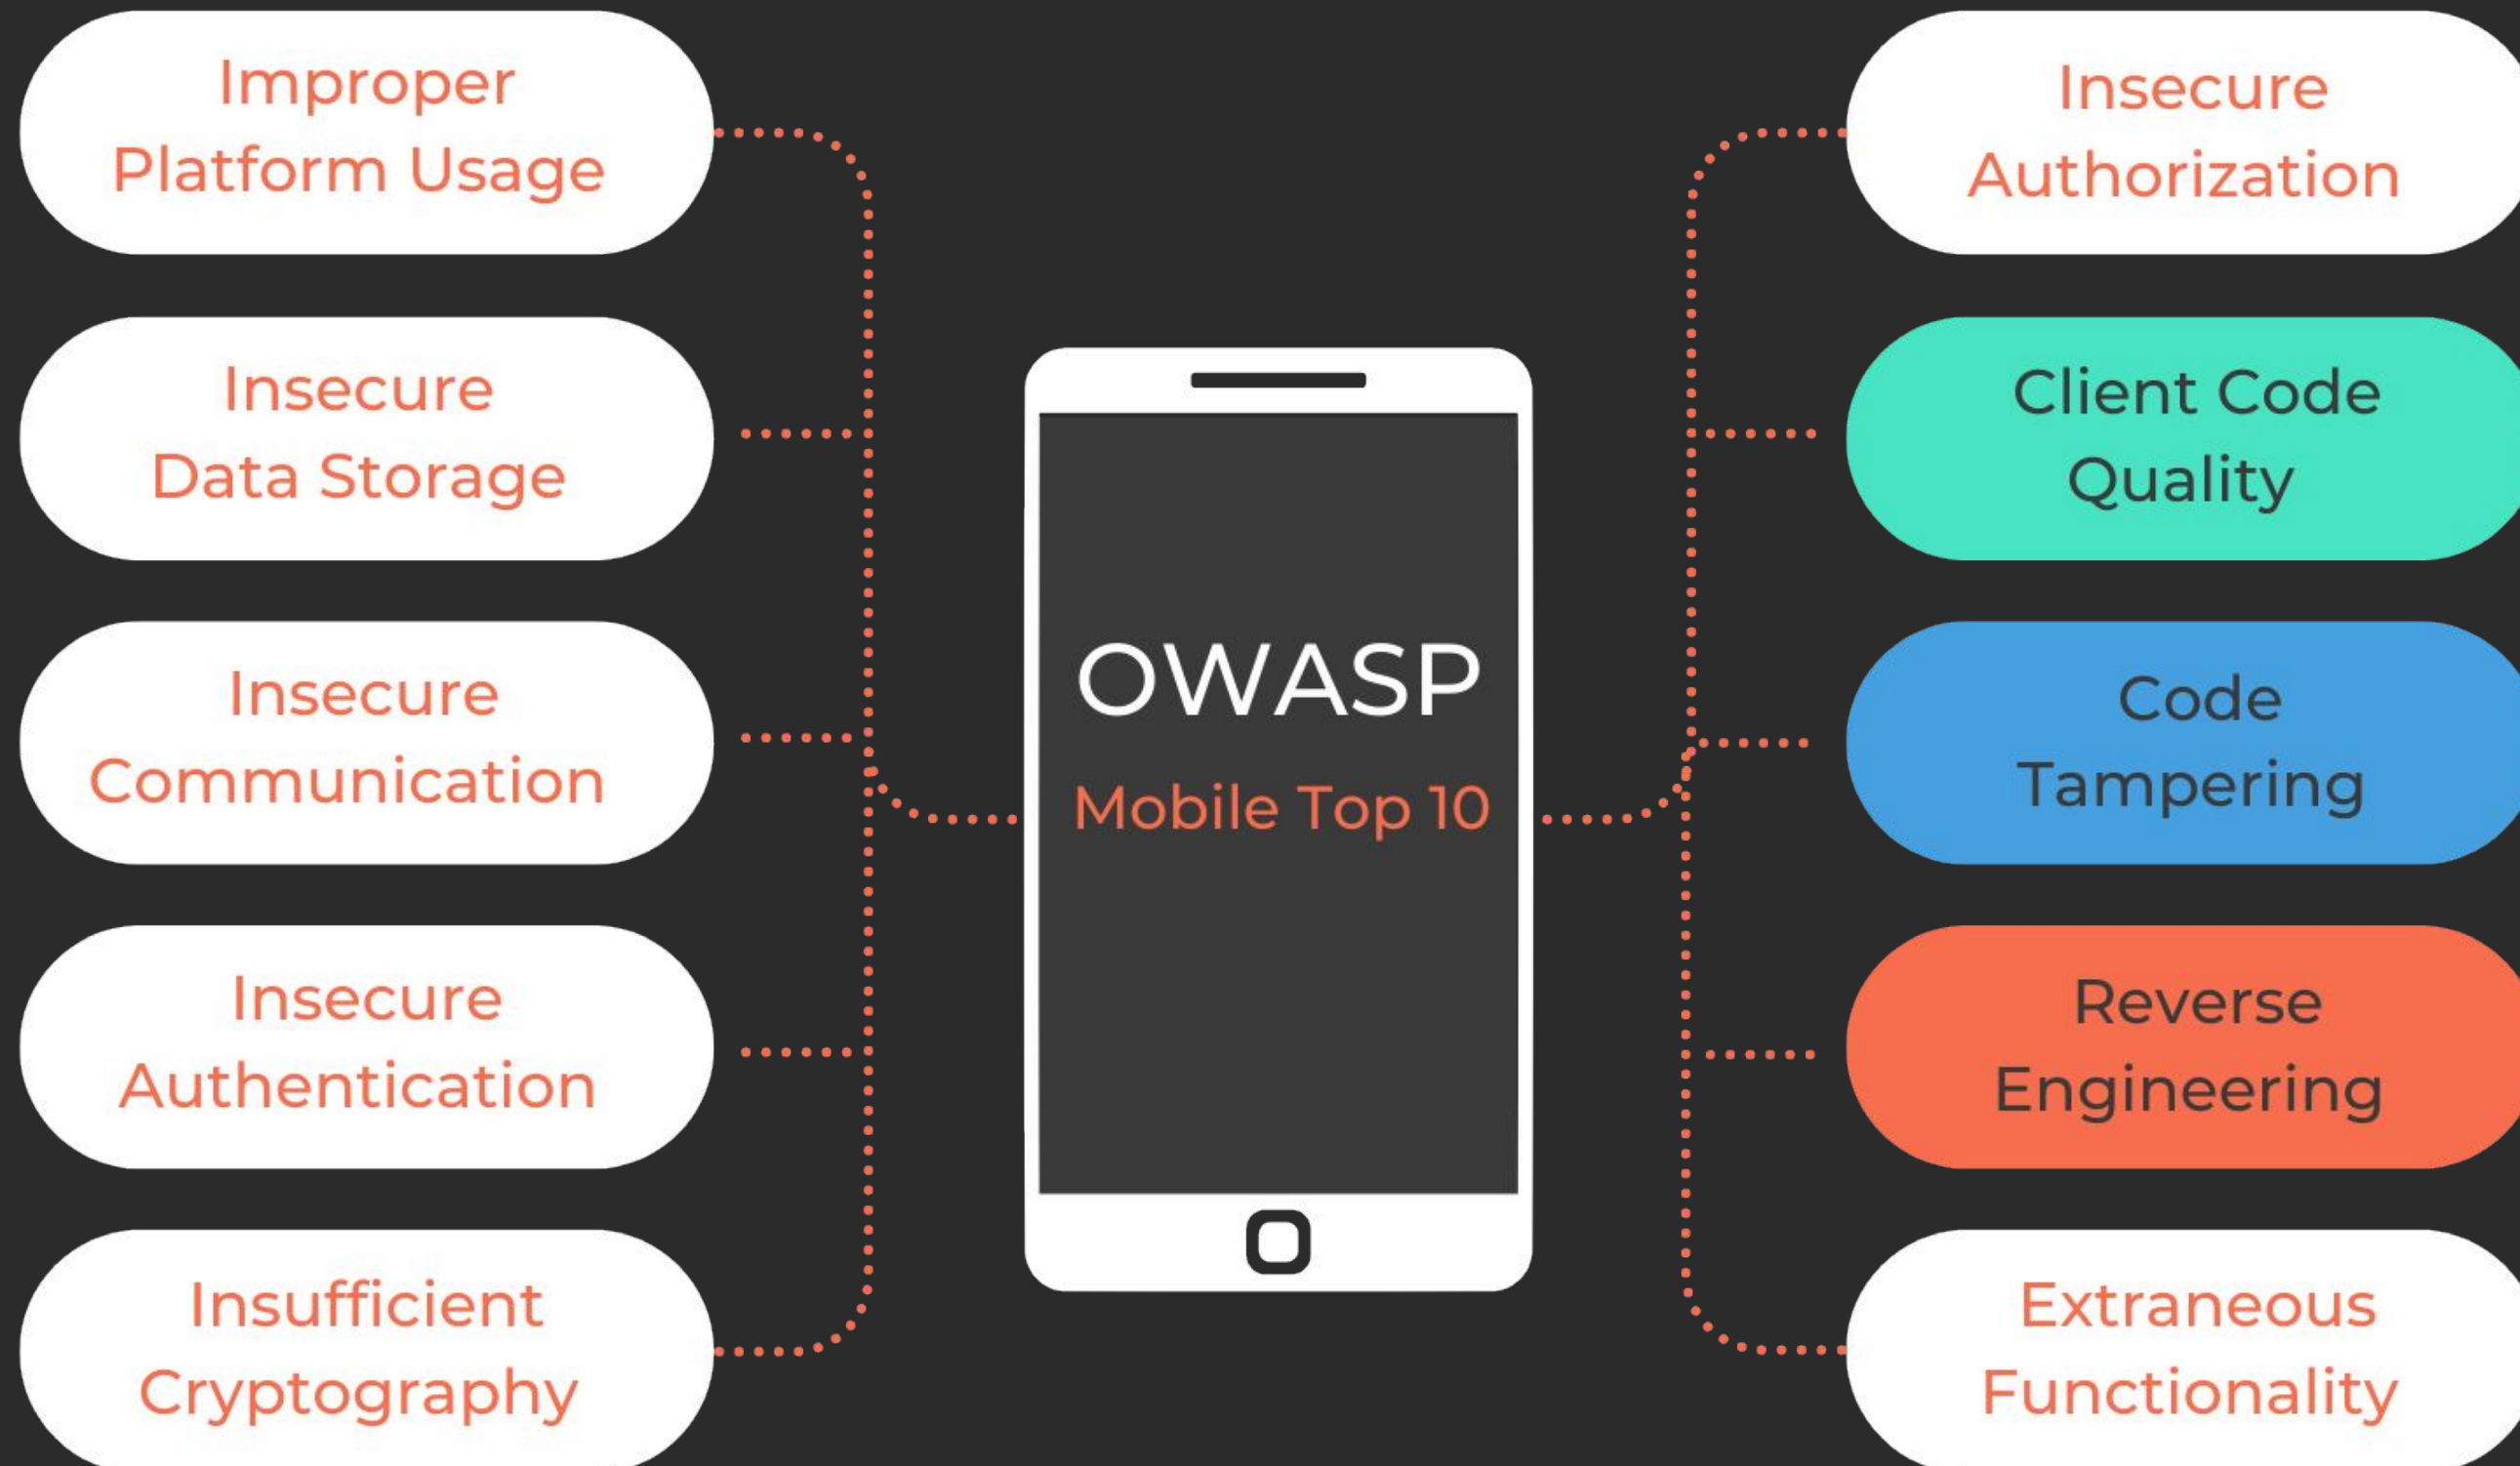 Improper
Platform Usage
Insecure
Data Storage
Insecure
Communication
Insecure
Authentication
Insufficient
Cryptography
OWASP
Mobile Top 10
Insecure
Authorization
Client Code
Quality
Code
Tampering
Reverse
Engineering
Extraneous
Functionality